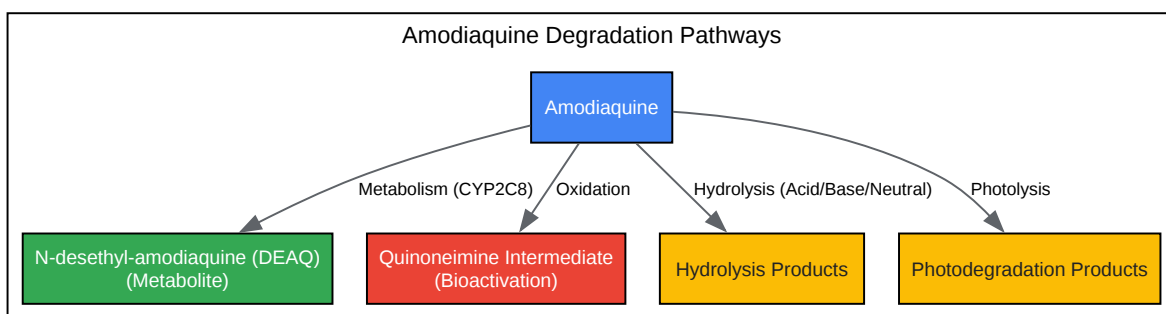 Amodiaquine Degradation Pathways
Amodiaquine
Metabolism (CYP2C8)
Oxidation
Hydrolysis (Acid/Base/Neutral)
Photolysis
N-desethyl-amodiaquine (DEAQ)
(Metabolite)
Quinoneimine Intermediate
(Bioactivation)
Hydrolysis Products
Photodegradation Products